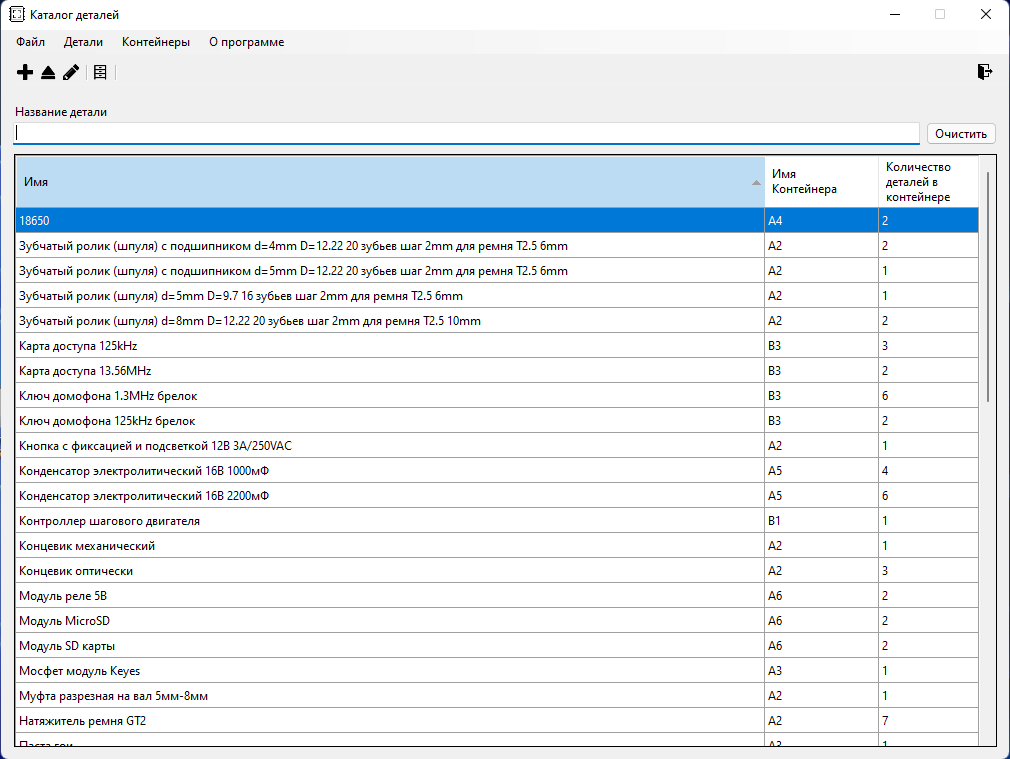 Каталог деталей
Файл Детали Контейнеры О программе
Название детали
Очистить
Имя Имя Контейнера Количество деталей в контейнере
18650 A4 2
Зубчатый ролик (шпуля) с подшипником d=4mm D=12.22 20 зубьев шаг 2mm для ремня T2.5 6mm A2 2
Зубчатый ролик (шпуля) с подшипником d=5mm D=12.22 20 зубьев шаг 2mm для ремня T2.5 6mm A2 1
Зубчатый ролик (шпуля) d=5mm D=9.7 16 зубьев шаг 2mm для ремня T2.5 6mm A2 1
Зубчатый ролик (шпуля) d=8mm D=12.22 20 зубьев шаг 2mm для ремня T2.5 10mm A2 2
Карта доступа 125kHz B3 3
Карта доступа 13.56MHz B3 2
Ключ домофона 1.3MHz брелок B3 6
Ключ домофона 125kHz брелок B3 2
Кнопка с фиксацией и подсветкой 12В 3А/250VAC A2 1
Конденсатор электролитический 16В 1000мФ A5 4
Конденсатор электролитический 16В 2200мФ A5 6
Контроллер шагового двигателя B1 1
Концевик механический A2 1
Концевик оптически A2 3
Модуль реле 5В A6 2
Модуль MicroSD A6 2
Модуль SD карты A6 2
Мосфет модуль Keyes A3 1
Муфта разрезная на вал 5мм-8мм A2 1
Натяжитель ремня GT2 A2 7
Паста гои A3 1